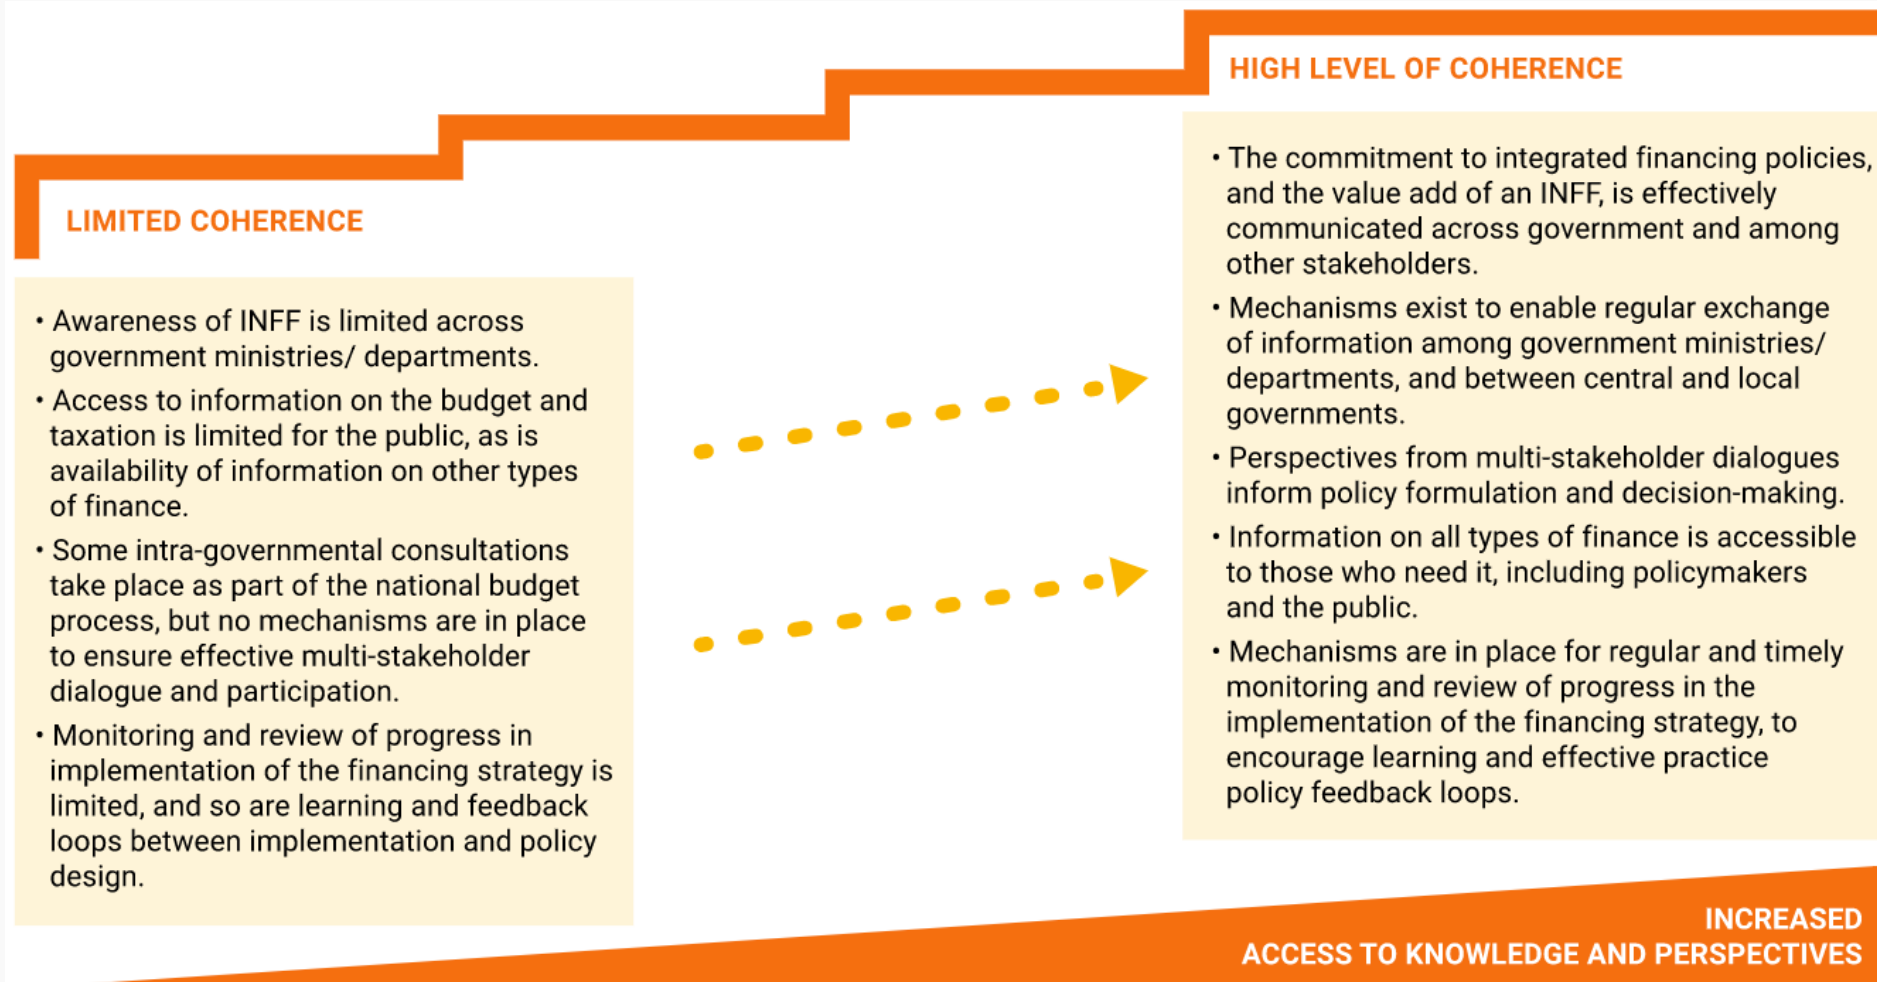 LIMITED COHERENCE
• Awareness of INFF is limited across
government ministries/ departments.
• Access to information on the budget and
taxation is limited for the public, as is
availability of information on other types
of finance.
• Some intra-governmental consultations
take place as part of the national budget
process, but no mechanisms are in place
to ensure effective multi-stakeholder
dialogue and participation.
• Monitoring and review of progress in
implementation of the financing strategy is
limited, and so are learning and feedback
loops between implementation and policy
design.
HIGH LEVEL OF COHERENCE
• The commitment to integrated financing policies,
and the value add of an INFF, is effectively
communicated across government and among
other stakeholders.
• Mechanisms exist to enable regular exchange
of information among government ministries/
departments, and between central and local
governments.
• Perspectives from multi-stakeholder dialogues
inform policy formulation and decision-making.
• Information on all types of finance is accessible
to those who need it, including policymakers
and the public.
• Mechanisms are in place for regular and timely
monitoring and review of progress in the
implementation of the financing strategy, to
encourage learning and effective practice
policy feedback loops.
INCREASED
ACCESS TO KNOWLEDGE AND PERSPECTIVES